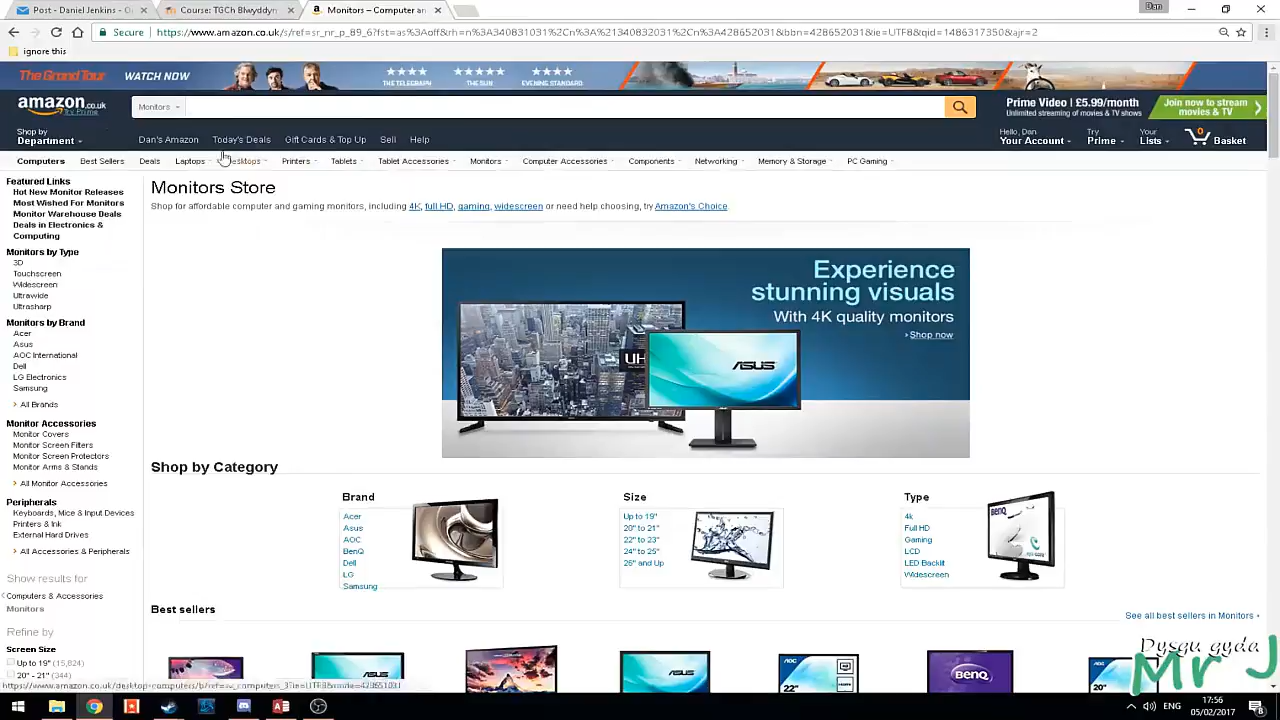 Post - Daniel Jenkins - O
Course: TGCh Blwyddyn
Monitors – Computer an
Dan
Secure
https://www.amazon.co.uk/s/ref=sr_nr_p_89_6?fst=as%3Aoff&rh=n%3A340831031%2Cn%3A%21340832031%2Cn%3A428652031&bbn=428652031&ie=UTF8&qid=1486317350&ajr=2
ignore this
The Grand Tour
WATCH NOW
THE TELEGRAPH
THE SUN
EVENING STANDARD
amazon.co.uk
Try Prime
Monitors
Prime Video | £5.99/month
Unlimited streaming of movies & TV shows
Join now to stream
movies & TV
Shop by
Department
Dan's Amazon
Today's Deals
Gift Cards & Top Up
Sell
Help
Hello, Dan
Your Account
Try
Prime
Your
Lists
0
Basket
Computers
Best Sellers
Deals
Laptops
Desktops
Printers
Tablets
Tablet Accessories
Monitors
Computer Accessories
Components
Networking
Memory & Storage
PC Gaming
Featured Links
Hot New Monitor Releases
Most Wished For Monitors
Monitor Warehouse Deals
Deals in Electronics &
Computing
Monitors by Type
3D
Touchscreen
Widescreen
Ultrawide
Ultrasharp
Monitors by Brand
Acer
Asus
AOC International
Dell
LG Electronics
Samsung
All Brands
Monitor Accessories
Monitor Covers
Monitor Screen Filters
Monitor Screen Protectors
Monitor Arms & Stands
All Monitor Accessories
Peripherals
Keyboards, Mice & Input Devices
Printers & Ink
External Hard Drives
All Accessories & Peripherals
Show results for
Computers & Accessories
Monitors
Refine by
Screen Size
Up to 19" (15,824)
20" - 21" (344)
Monitors Store
Shop for affordable computer and gaming monitors, including 4K, full HD, gaming, widescreen or need help choosing, try Amazon's Choice.
Experience
stunning visuals
With 4K quality monitors
Shop now
UH
ASUS
Shop by Category
Brand
Acer
Asus
AOC
BenQ
Dell
LG
Samsung
Size
Up to 19"
20" to 21"
22" to 23"
24" to 25"
26" and Up
Type
4k
Full HD
Gaming
LCD
LED Backlit
Widescreen
BenQ
Best sellers
See all best sellers in Monitors
ASUS
ASUS
AOC
22"
BenQ
AOC
20"
Dysgu gyda
Mr J
ENG
17:56
05/02/2017